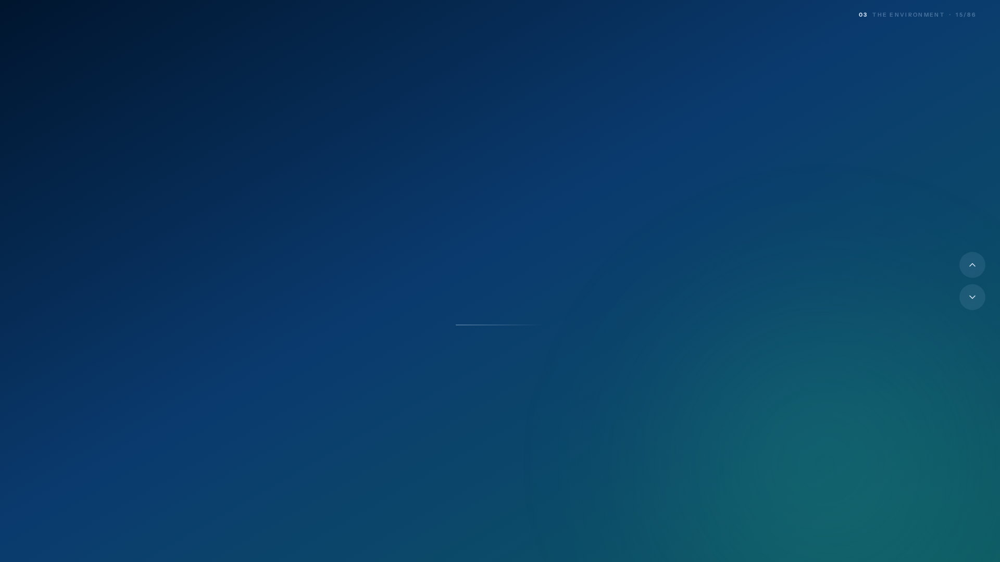 03 THE ENVIRONMENT · 15/86